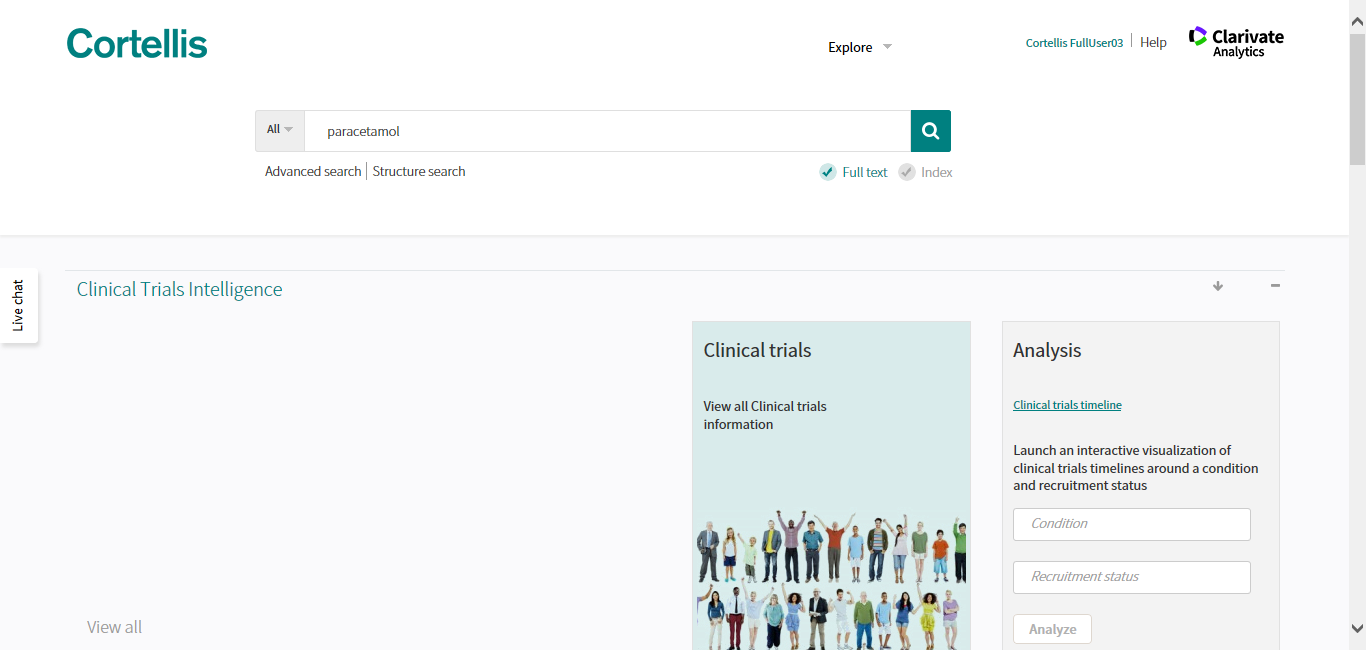 Cortellis
Explore
Cortellis FullUser03
Help
Clarivate
Analytics
All
paracetamol
Advanced search
Structure search
Full text
Index
Live chat
Clinical Trials Intelligence
Clinical trials
View all Clinical trials
information
View all
Analysis
Clinical trials timeline
Launch an interactive visualization of
clinical trials timelines around a condition
and recruitment status
Condition
Recruitment status
Analyze